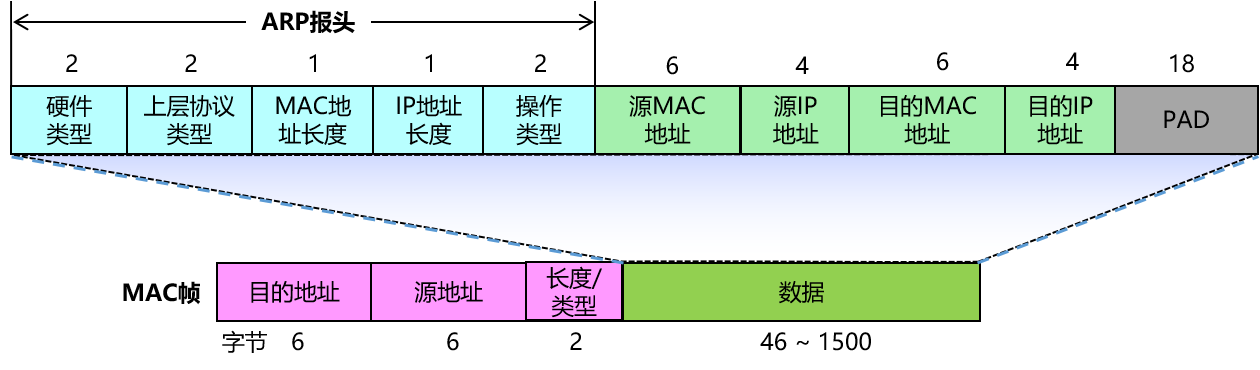 ARP报头
2 2 1 1 2 6 4 6 4 18
硬件 上层协议 MAC地 IP地址 操作 源MAC 源IP 目的MAC 目的IP PAD
类型 类型 址长度 长度 类型 地址 地址 地址 地址
MAC帧 目的地址 源地址 长度/ 数据
类型
字节 6 6 2 46 ~ 1500